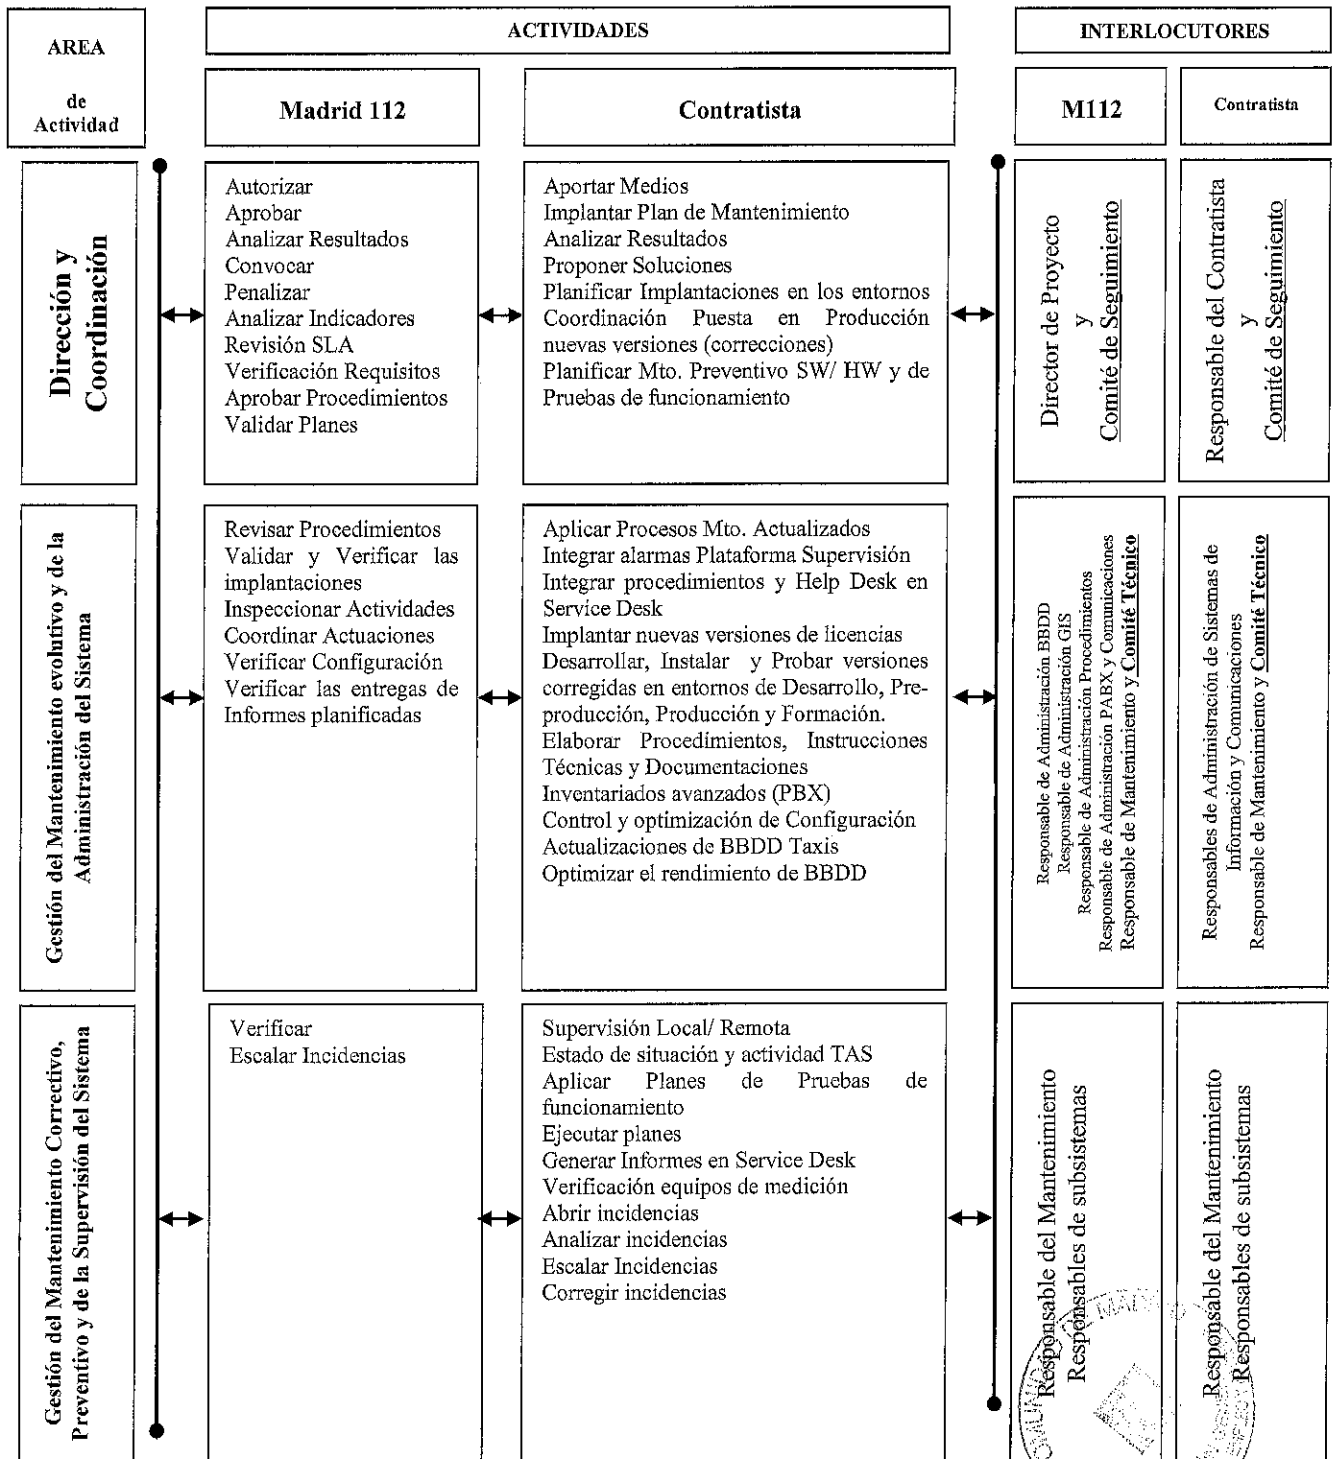 AREA
de
Actividad
ACTIVIDADES
INTERLOCUTORES
Madrid 112
Contratista
M112
Contratista
Dirección y
Coordinación
Autorizar
Aprobar
Analizar Resultados
Convocar
Penalizar
Analizar Indicadores
Revisión SLA
Verificación Requisitos
Aprobar Procedimientos
Validar Planes
Aportar Medios
Implantar Plan de Mantenimiento
Analizar Resultados
Proponer Soluciones
Planificar Implantaciones en los entornos
Coordinación Puesta en Producción
nuevas versiones (correcciones)
Planificar Mto. Preventivo SW/ HW y de
Pruebas de funcionamiento
Director de Proyecto
y
Comité de Seguimiento
Responsable del Contratista
y
Comité de Seguimiento
Gestión del Mantenimiento evolutivo y de la
Administración del Sistema
Revisar Procedimientos
Validar y Verificar las
implantaciones
Inspeccionar Actividades
Coordinar Actuaciones
Verificar Configuración
Verificar las entregas de
Informes planificadas
Aplicar Procesos Mto. Actualizados
Integrar alarmas Plataforma Supervisión
Integrar procedimientos y Help Desk en
Service Desk
Implantar nuevas versiones de licencias
Desarrollar, Instalar y Probar versiones
corregidas en entornos de Desarrollo, Pre-
producción, Producción y Formación.
Elaborar Procedimientos, Instrucciones
Técnicas y Documentaciones
Inventariados avanzados (PBX)
Control y optimización de Configuración
Actualizaciones de BBDD Taxis
Optimizar el rendimiento de BBDD
Responsable de Administración BBDD
Responsable de Administración GIS
Responsable de Administración Procedimientos
Responsable de Administración PABX y Comunicaciones
Responsable de Mantenimiento y Comité Técnico
Responsables de Administración de Sistemas de
Información y Comunicaciones
Responsable de Mantenimiento y Comité Técnico
Gestión del Mantenimiento Correctivo,
Preventivo y de la Supervisión del Sistema
Verificar
Escalar Incidencias
Supervisión Local/ Remota
Estado de situación y actividad TAS
Aplicar Planes de Pruebas de
funcionamiento
Ejecutar planes
Generar Informes en Service Desk
Verificación equipos de medición
Abrir incidencias
Analizar incidencias
Escalar Incidencias
Corregir incidencias
Responsable del Mantenimiento
Responsables de subsistemas
Responsable del Mantenimiento
Responsables de subsistemas